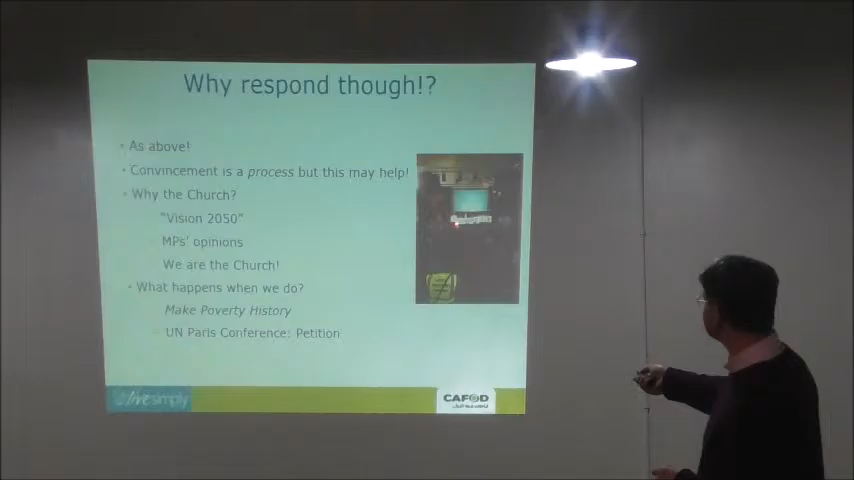 Why respond though!?
As above!
Convincement is a process but this may help!
Why the Church?
"Vision 2050"
MPs' opinions
We are the Church!
What happens when we do?
Make Poverty History
UN Paris Conference: Petition
livesimply
CAFOD